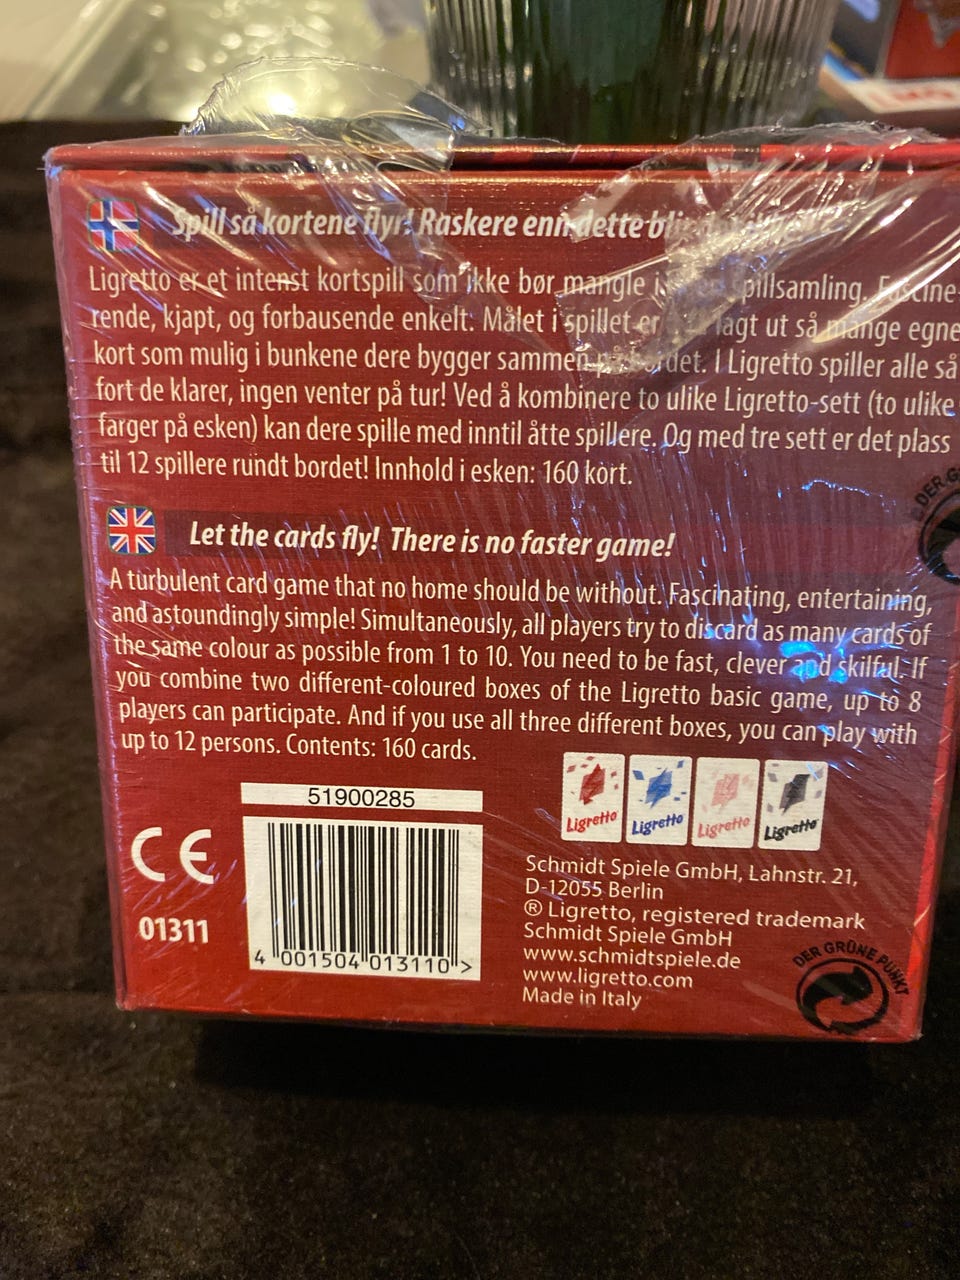 Spill så kortene flyr! Raskere enn dette
Ligretto er et intenst kortspill som ikke bør mangle i spillsamling. Fascine-
rende, kjapt, og forbausende enkelt. Målet i spillet er lagt ut så mange egne
kort som mulig i bunkene dere bygger sammen på bordet. I Ligretto spiller alle så
fort de klarer, ingen venter på tur! Ved å kombinere to ulike Ligretto-sett (to ulike
farger på esken) kan dere spille med inntil åtte spillere. Og med tre sett er det plass
til 12 spillere rundt bordet! Innhold i esken: 160 kort.
DER G
Let the cards fly! There is no faster game!
A turbulent card game that no home should be without. Fascinating, entertaining,
and astoundingly simple! Simultaneously, all players try to discard as many cards of
the same colour as possible from 1 to 10. You need to be fast, clever and skilful. If
you combine two different-coloured boxes of the Ligretto basic game, up to 8
players can participate. And if you use all three different boxes, you can play with
up to 12 persons. Contents: 160 cards.
51900285
Ligretto Ligretto Ligretto Ligretto
CE
01311
4 001504 013110 >
Schmidt Spiele GmbH, Lahnstr. 21,
D-12055 Berlin
® Ligretto, registered trademark
Schmidt Spiele GmbH
www.schmidtspiele.de
www.ligretto.com
Made in Italy
DER GRÜNE PUNKT